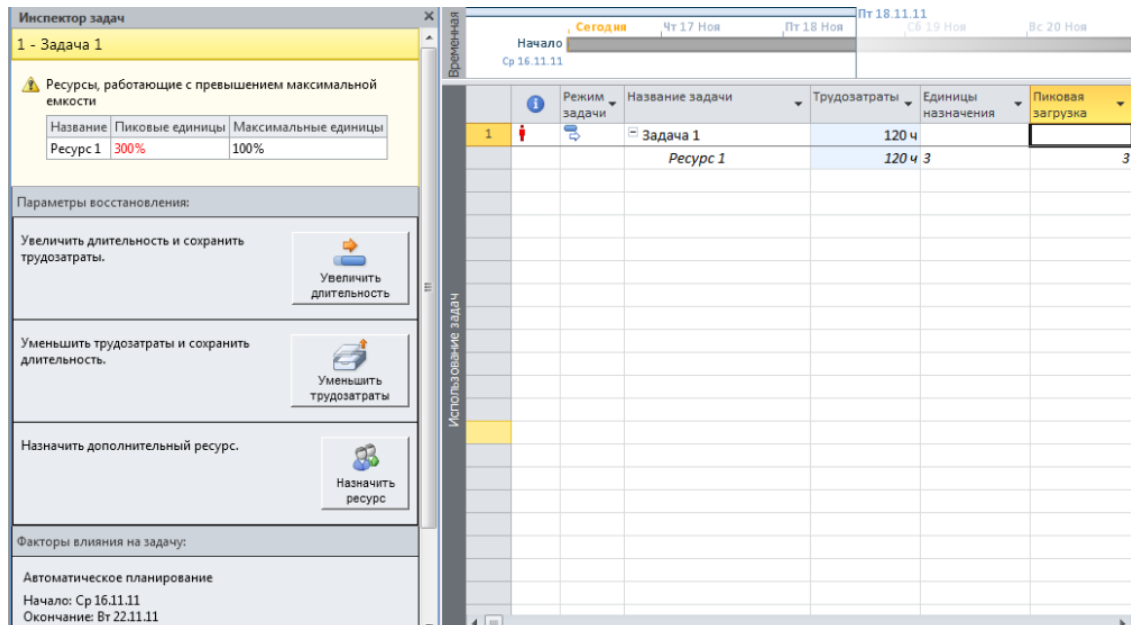 Инспектор задач
1 - Задача 1
Ресурсы, работающие с превышением максимальной
емкости
Название Пиковые единицы Максимальные единицы
Ресурс 1 300% 100%
Параметры восстановления:
Увеличить длительность и сохранить
трудозатраты.
Увеличить
длительность
Уменьшить трудозатраты и сохранить
длительность.
Уменьшить
трудозатраты
Назначить дополнительный ресурс.
Назначить
ресурс
Факторы влияния на задачу:
Автоматическое планирование
Начало: Ср 16.11.11
Окончание: Вт 22.11.11
Временная
Пт 18.11.11
Сегодня Чт 17 Ноя Пт 18 Ноя Сб 19 Ноя Вс 20 Ноя
Начало
Ср 16.11.11
Использование задач
Режим задачи Название задачи Трудозатраты Единицы назначения Пиковая загрузка
1 Задача 1 120 ч
Ресурс 1 120 ч 3 3